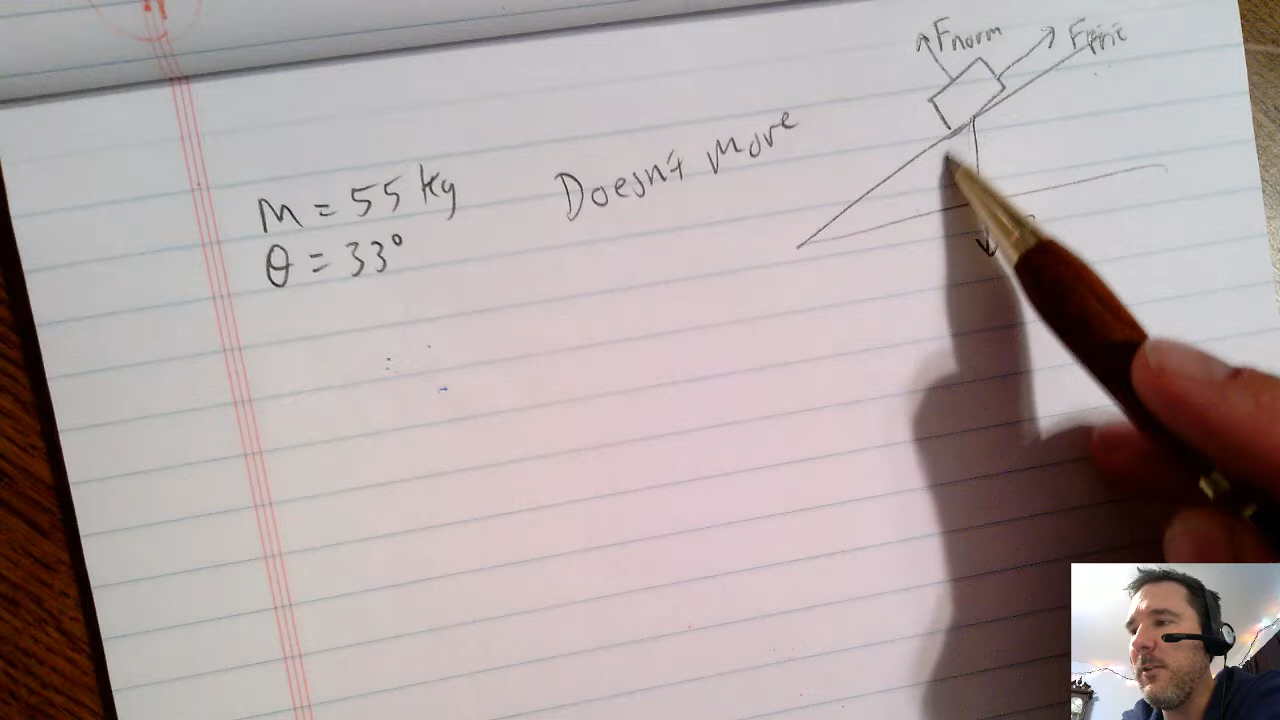 Fnorm
Ffric
M = 55 kg
Doesn't Move
θ = 33°